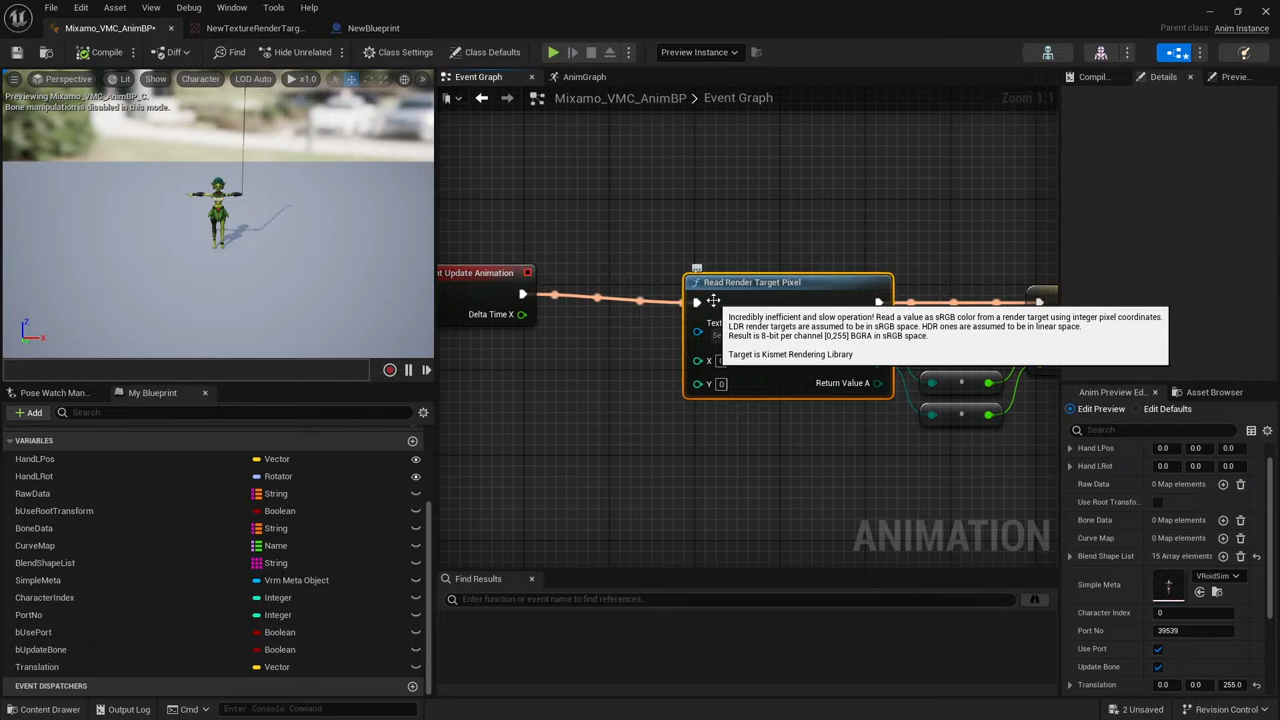 File Edit Asset View Debug Window Tools Help
Mixamo_VMC_AnimBP* NewTextureRenderTarg... NewBlueprint Parent class: Anim Instance
Compile Diff Find Hide Unrelated Class Settings Class Defaults Preview Instance
Perspective Lit Show Character LOD Auto x1.0
Previewing Mixamo_VMC_AnimBP_C.
Bone manipulation is disabled in this mode.
Z
X
Event Graph AnimGraph
Mixamo_VMC_AnimBP > Event Graph Zoom 1:1
nt Update Animation
Delta Time X
Read Render Target Pixel
Text
Se
X
Y 0
Return Value A
Incredibly inefficient and slow operation! Read a value as sRGB color from a render target using integer pixel coordinates.
LDR render targets are assumed to be in sRGB space. HDR ones are assumed to be in linear space.
Result is 8-bit per channel [0,255] BGRA in sRGB space.
Target is Kismet Rendering Library
ANIMATION
Find Results
Enter function or event name to find references...
Pose Watch Man... My Blueprint
Add Search
VARIABLES
HandLPos Vector
HandLRot Rotator
RawData String
bUseRootTransform Boolean
BoneData String
CurveMap Name
BlendShapeList String
SimpleMeta Vrm Meta Object
CharacterIndex Integer
PortNo Integer
bUsePort Boolean
bUpdateBone Boolean
Translation Vector
EVENT DISPATCHERS
Compil... Details Previe...
Anim Preview Ed... Asset Browser
Edit Preview Edit Defaults
Search
Hand LPos 0.0 0.0 0.0
Hand LRot 0.0 0.0 0.0
Raw Data 0 Map elements
Use Root Transfo...
Bone Data 0 Map elements
Curve Map 0 Map elements
Blend Shape List 15 Array elements
Simple Meta VRoidSim
Character Index 0
Port No 39539
Use Port
Update Bone
Translation 0.0 0.0 255.0
Content Drawer Output Log Cmd Enter Console Command 2 Unsaved Revision Control